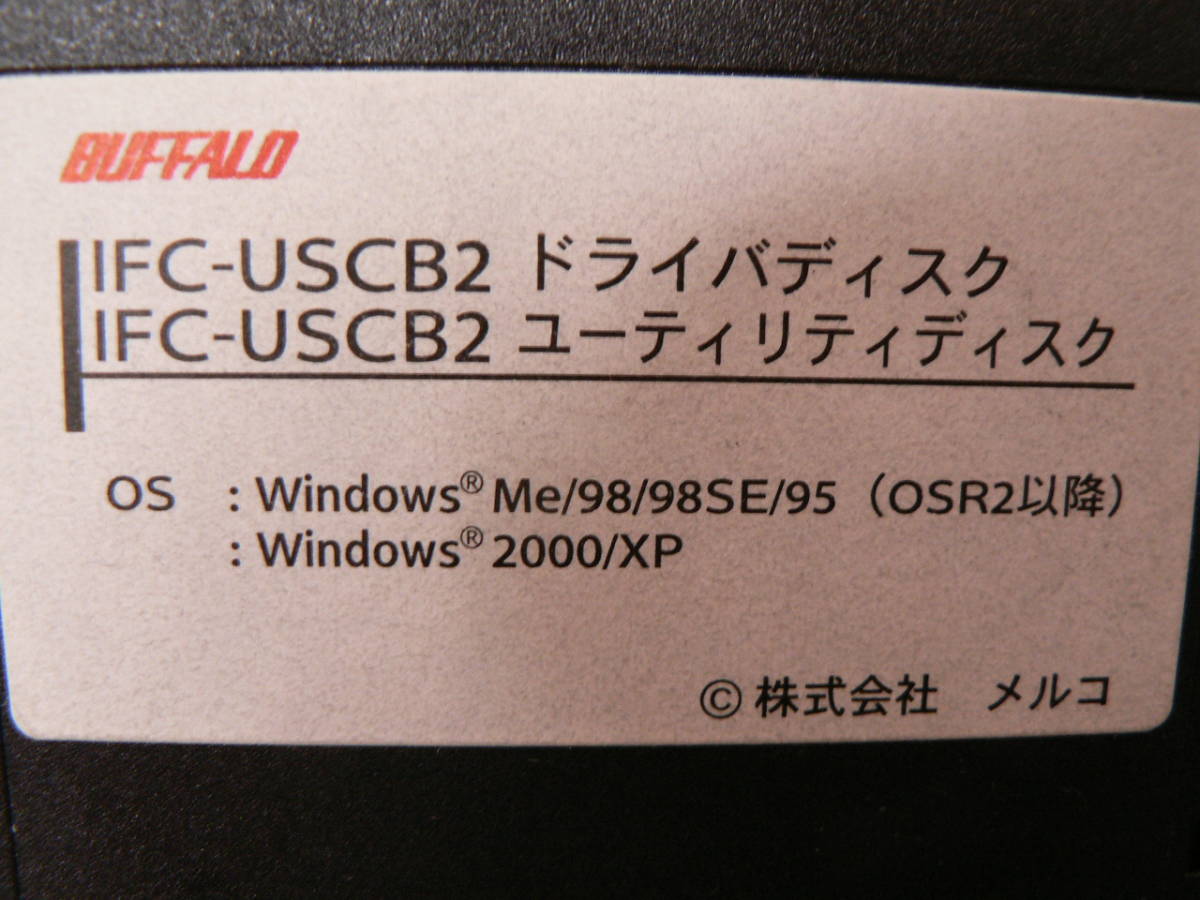 BUFFALO
IFC-USCB2 ドライバディスク
IFC-USCB2 ユーティリティディスク
OS : Windows® Me/98/98SE/95（OSR2以降）
: Windows® 2000/XP
© 株式会社　メルコ